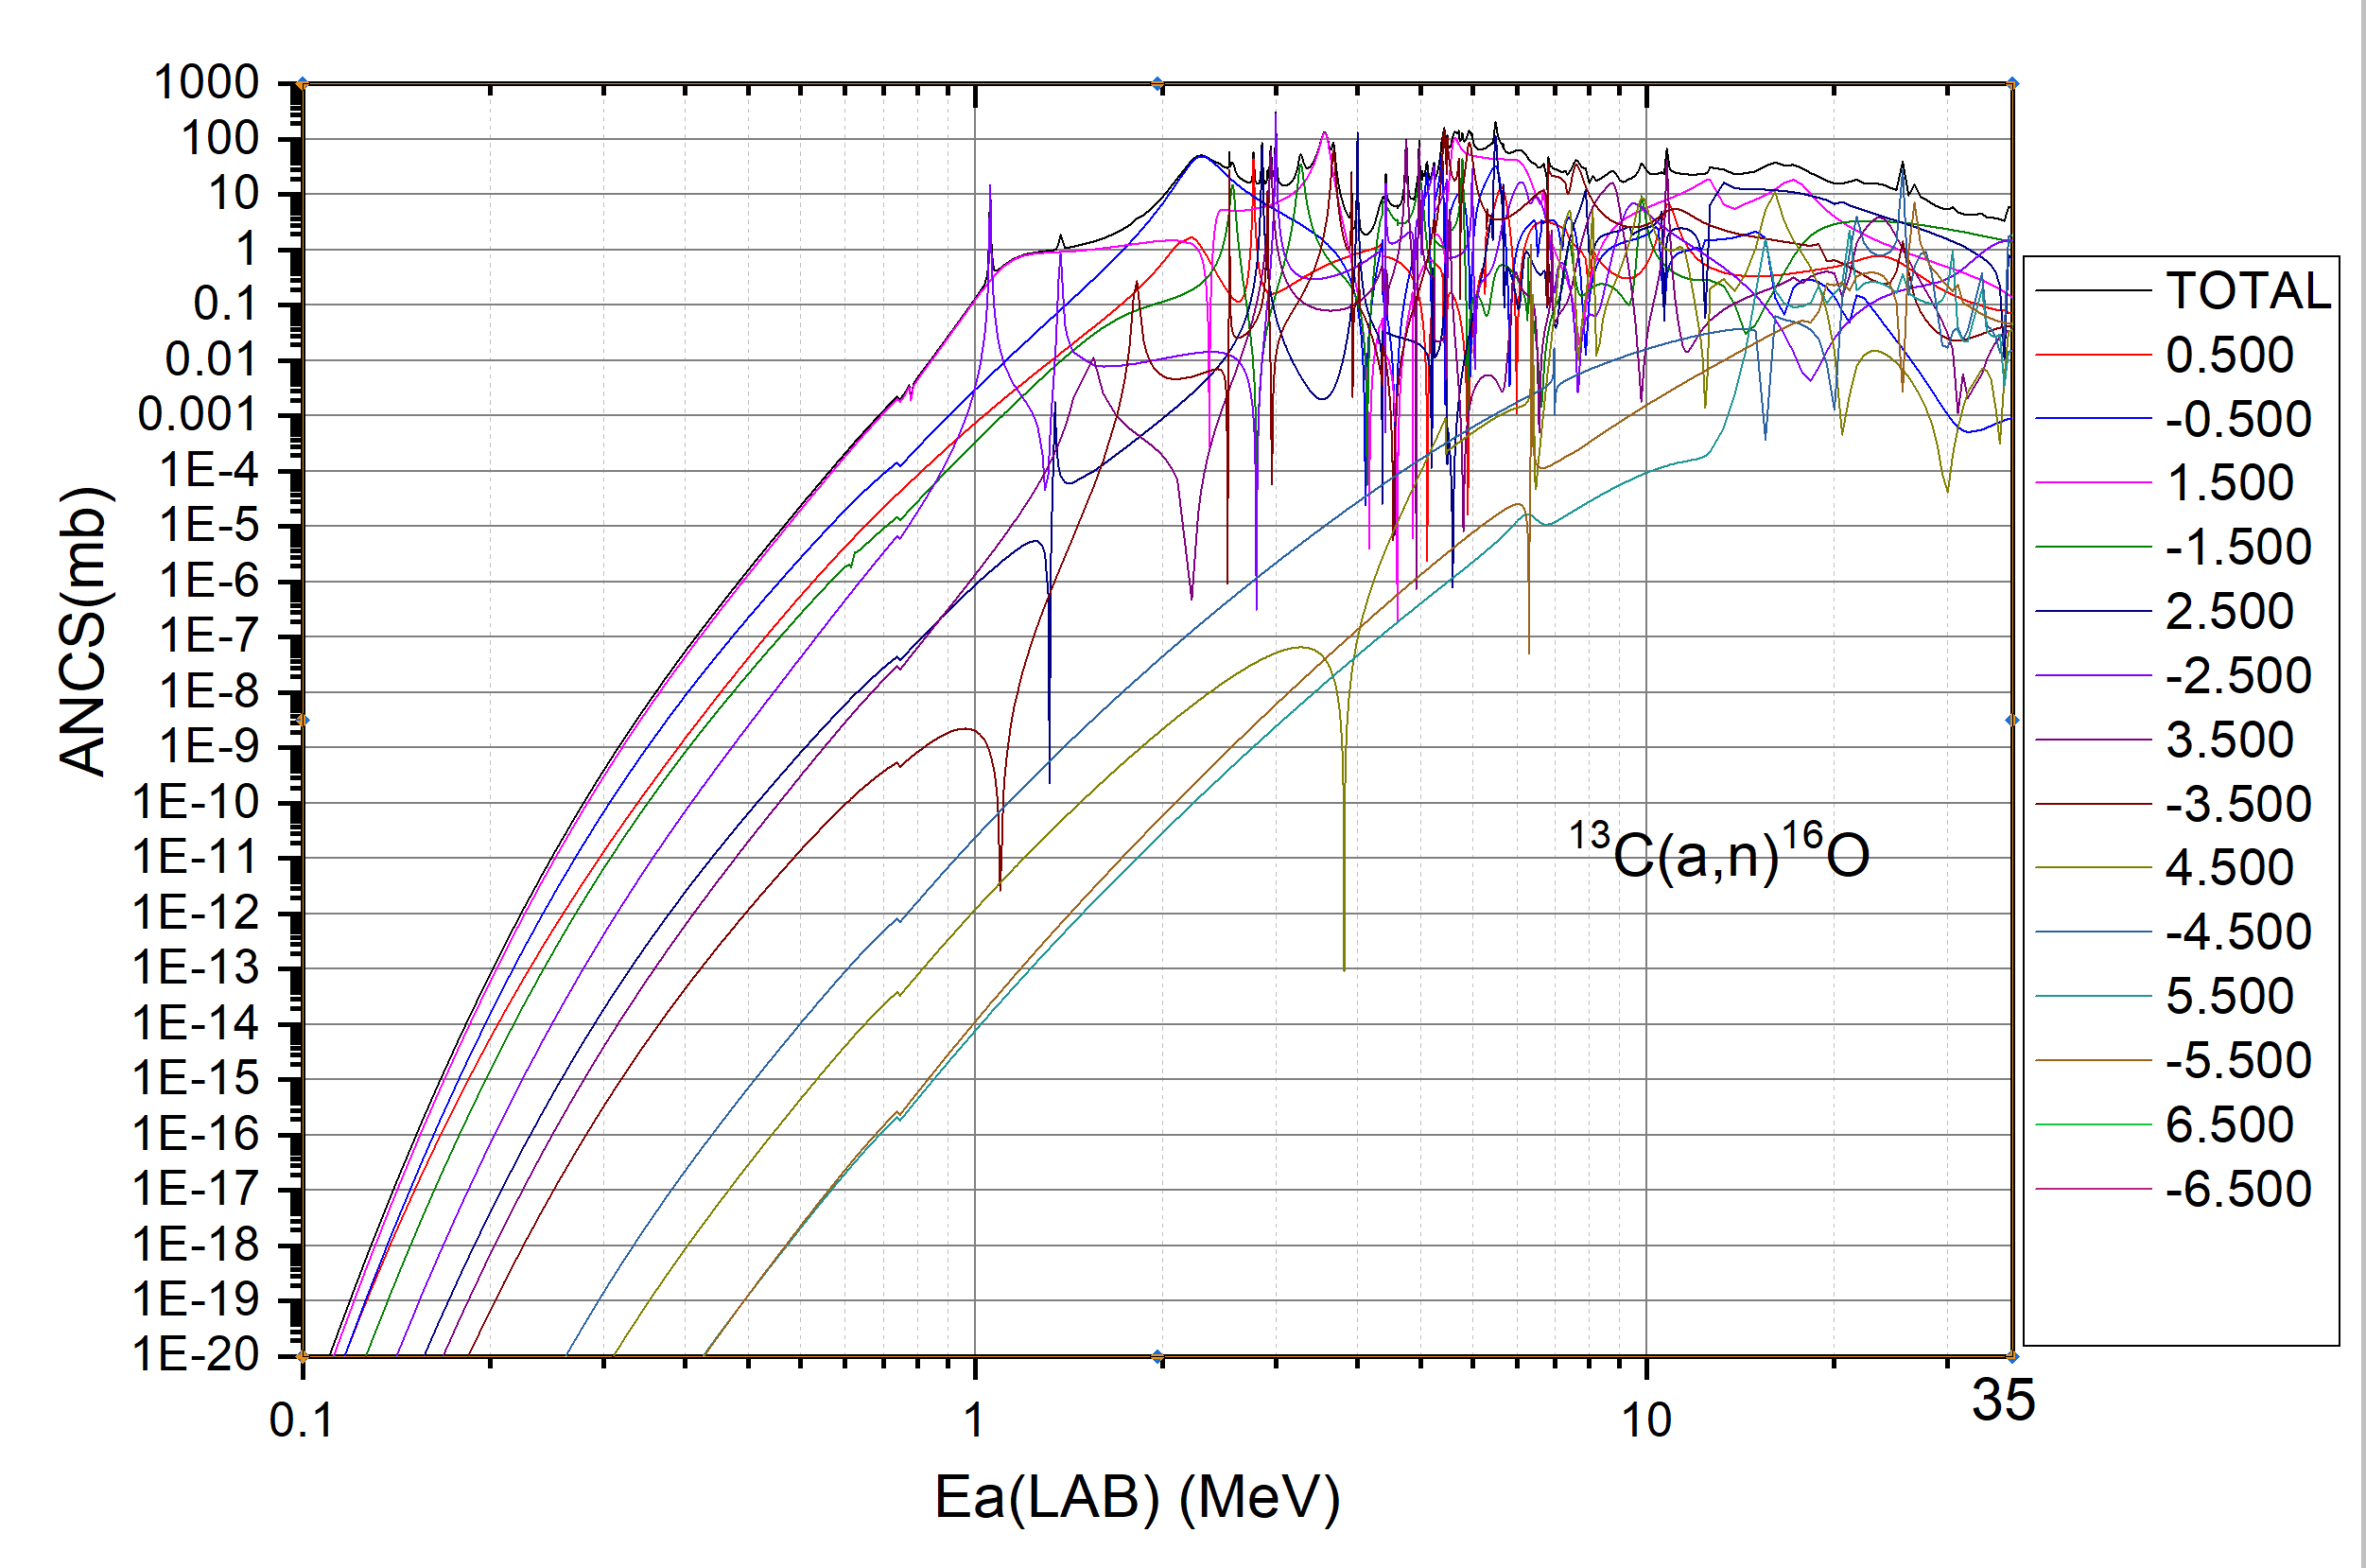 1000
100
10
1
0.1
0.01
0.001
1E-4
1E-5
1E-6
1E-7
1E-8
1E-9
1E-10
1E-11
1E-12
1E-13
1E-14
1E-15
1E-16
1E-17
1E-18
1E-19
1E-20
ANCS(mb)
0.1
1
10
35
Ea(LAB) (MeV)
¹³C(a,n)¹⁶O
TOTAL
0.500
-0.500
1.500
-1.500
2.500
-2.500
3.500
-3.500
4.500
-4.500
5.500
-5.500
6.500
-6.500